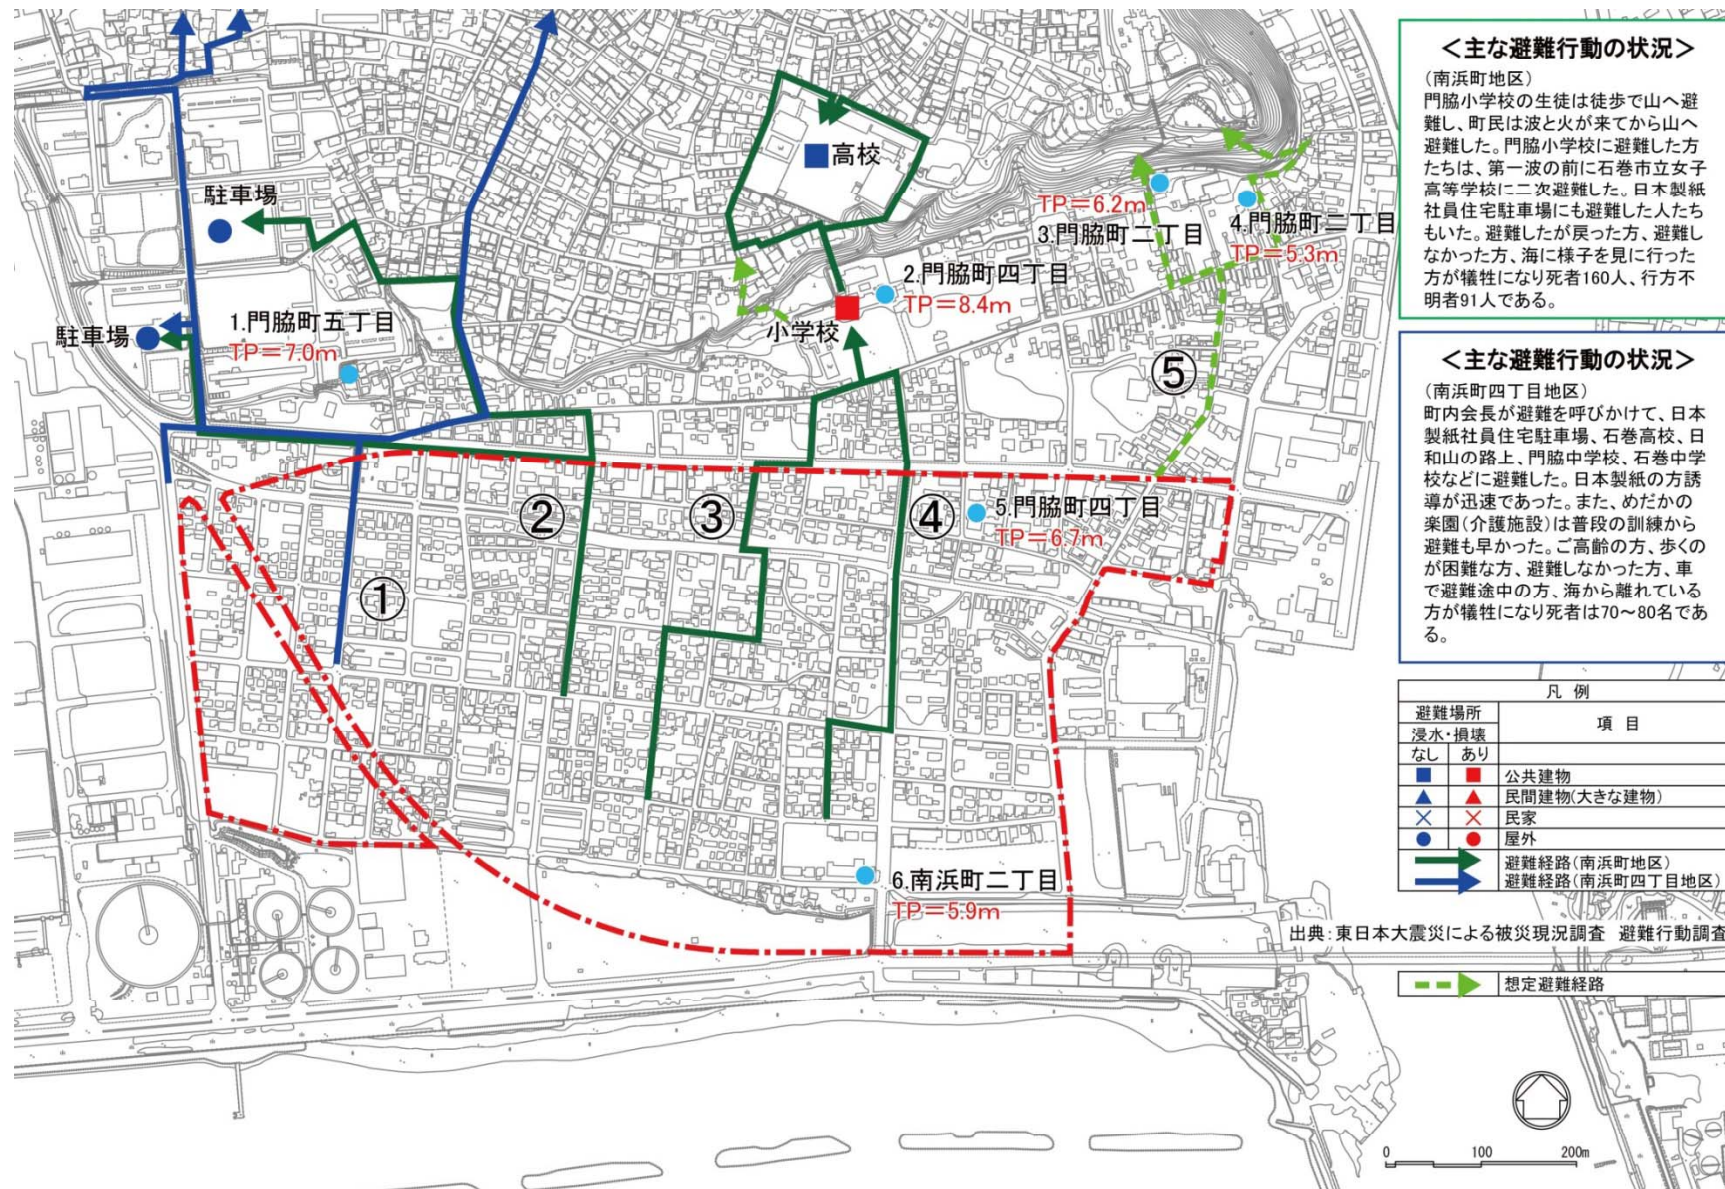 高校
駐車場
駐車場
1.門脇町五丁目
TP＝7.0m
2.門脇町四丁目
TP＝8.4m
小学校
TP＝6.2m
3.門脇町二丁目
4.門脇町二丁目
TP＝5.3m
①
②
③
④
⑤
5.門脇町四丁目
TP＝6.7m
6.南浜町二丁目
TP＝5.9m
＜主な避難行動の状況＞
（南浜町地区）
門脇小学校の生徒は徒歩で山へ避
難し、町民は波と火が来てから山へ
避難した。門脇小学校に避難した方
たちは、第一波の前に石巻市立女子
高等学校に二次避難した。日本製紙
社員住宅駐車場にも避難した人たち
もいた。避難したが戻った方、避難し
なかった方、海に様子を見に行った
方が犠牲になり死者160人、行方不
明者91人である。
＜主な避難行動の状況＞
（南浜町四丁目地区）
町内会長が避難を呼びかけて、日本
製紙社員住宅駐車場、石巻高校、日
和山の路上、門脇中学校、石巻中学
校などに避難した。日本製紙の方誘
導が迅速であった。また、めだかの
楽園（介護施設）は普段の訓練から
避難も早かった。ご高齢の方、歩くの
が困難な方、避難しなかった方、車
で避難途中の方、海から離れている
方が犠牲になり死者は70～80名であ
る。
凡 例
避難場所 項 目
浸水・損壊
なし あり
公共建物
民間建物(大きな建物)
民家
屋外
避難経路(南浜町地区)
避難経路(南浜町四丁目地区)
出典：東日本大震災による被災現況調査 避難行動調査
想定避難経路
0 100 200m